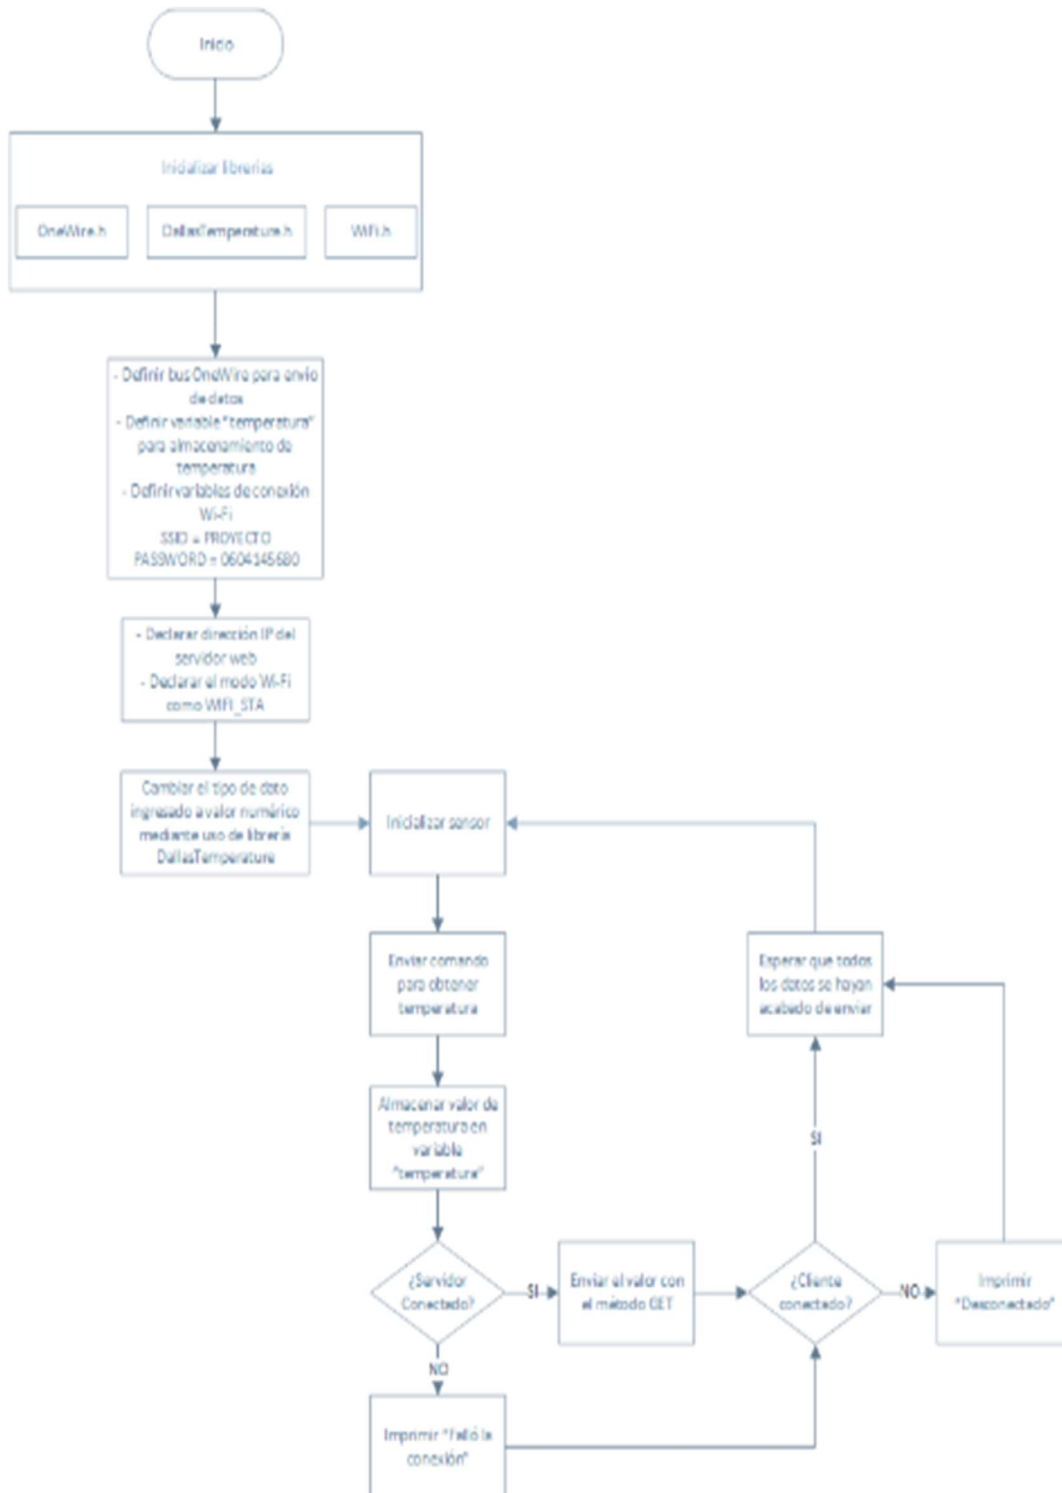 Inicio
Inicializar librerías
OneWire.h
DallasTemperature.h
WiFi.h
- Definir bus OneWire para envío
de datos
- Definir variable "temperatura"
para almacenamiento de
temperatura
- Definir variables de conexión
Wi-Fi
SSID = PROYECTO
PASSWORD = 0604145680
- Declarar dirección IP del
servidor web
- Declarar el modo Wi-Fi
como WIFI_STA
Cambiar el tipo de dato
ingresado a valor numérico
mediante uso de librería
DallasTemperature
Inicializar sensor
Enviar comando
para obtener
temperatura
Esperar que todos
los datos se hayan
acabado de enviar
Almacenar valor de
temperatura en
variable
"temperatura"
SI
¿Servidor
Conectado?
SI
Enviar el valor con
el método GET
¿Cliente
conectado?
NO
Imprimir
"Desconectado"
NO
Imprimir "Falló la
conexión"